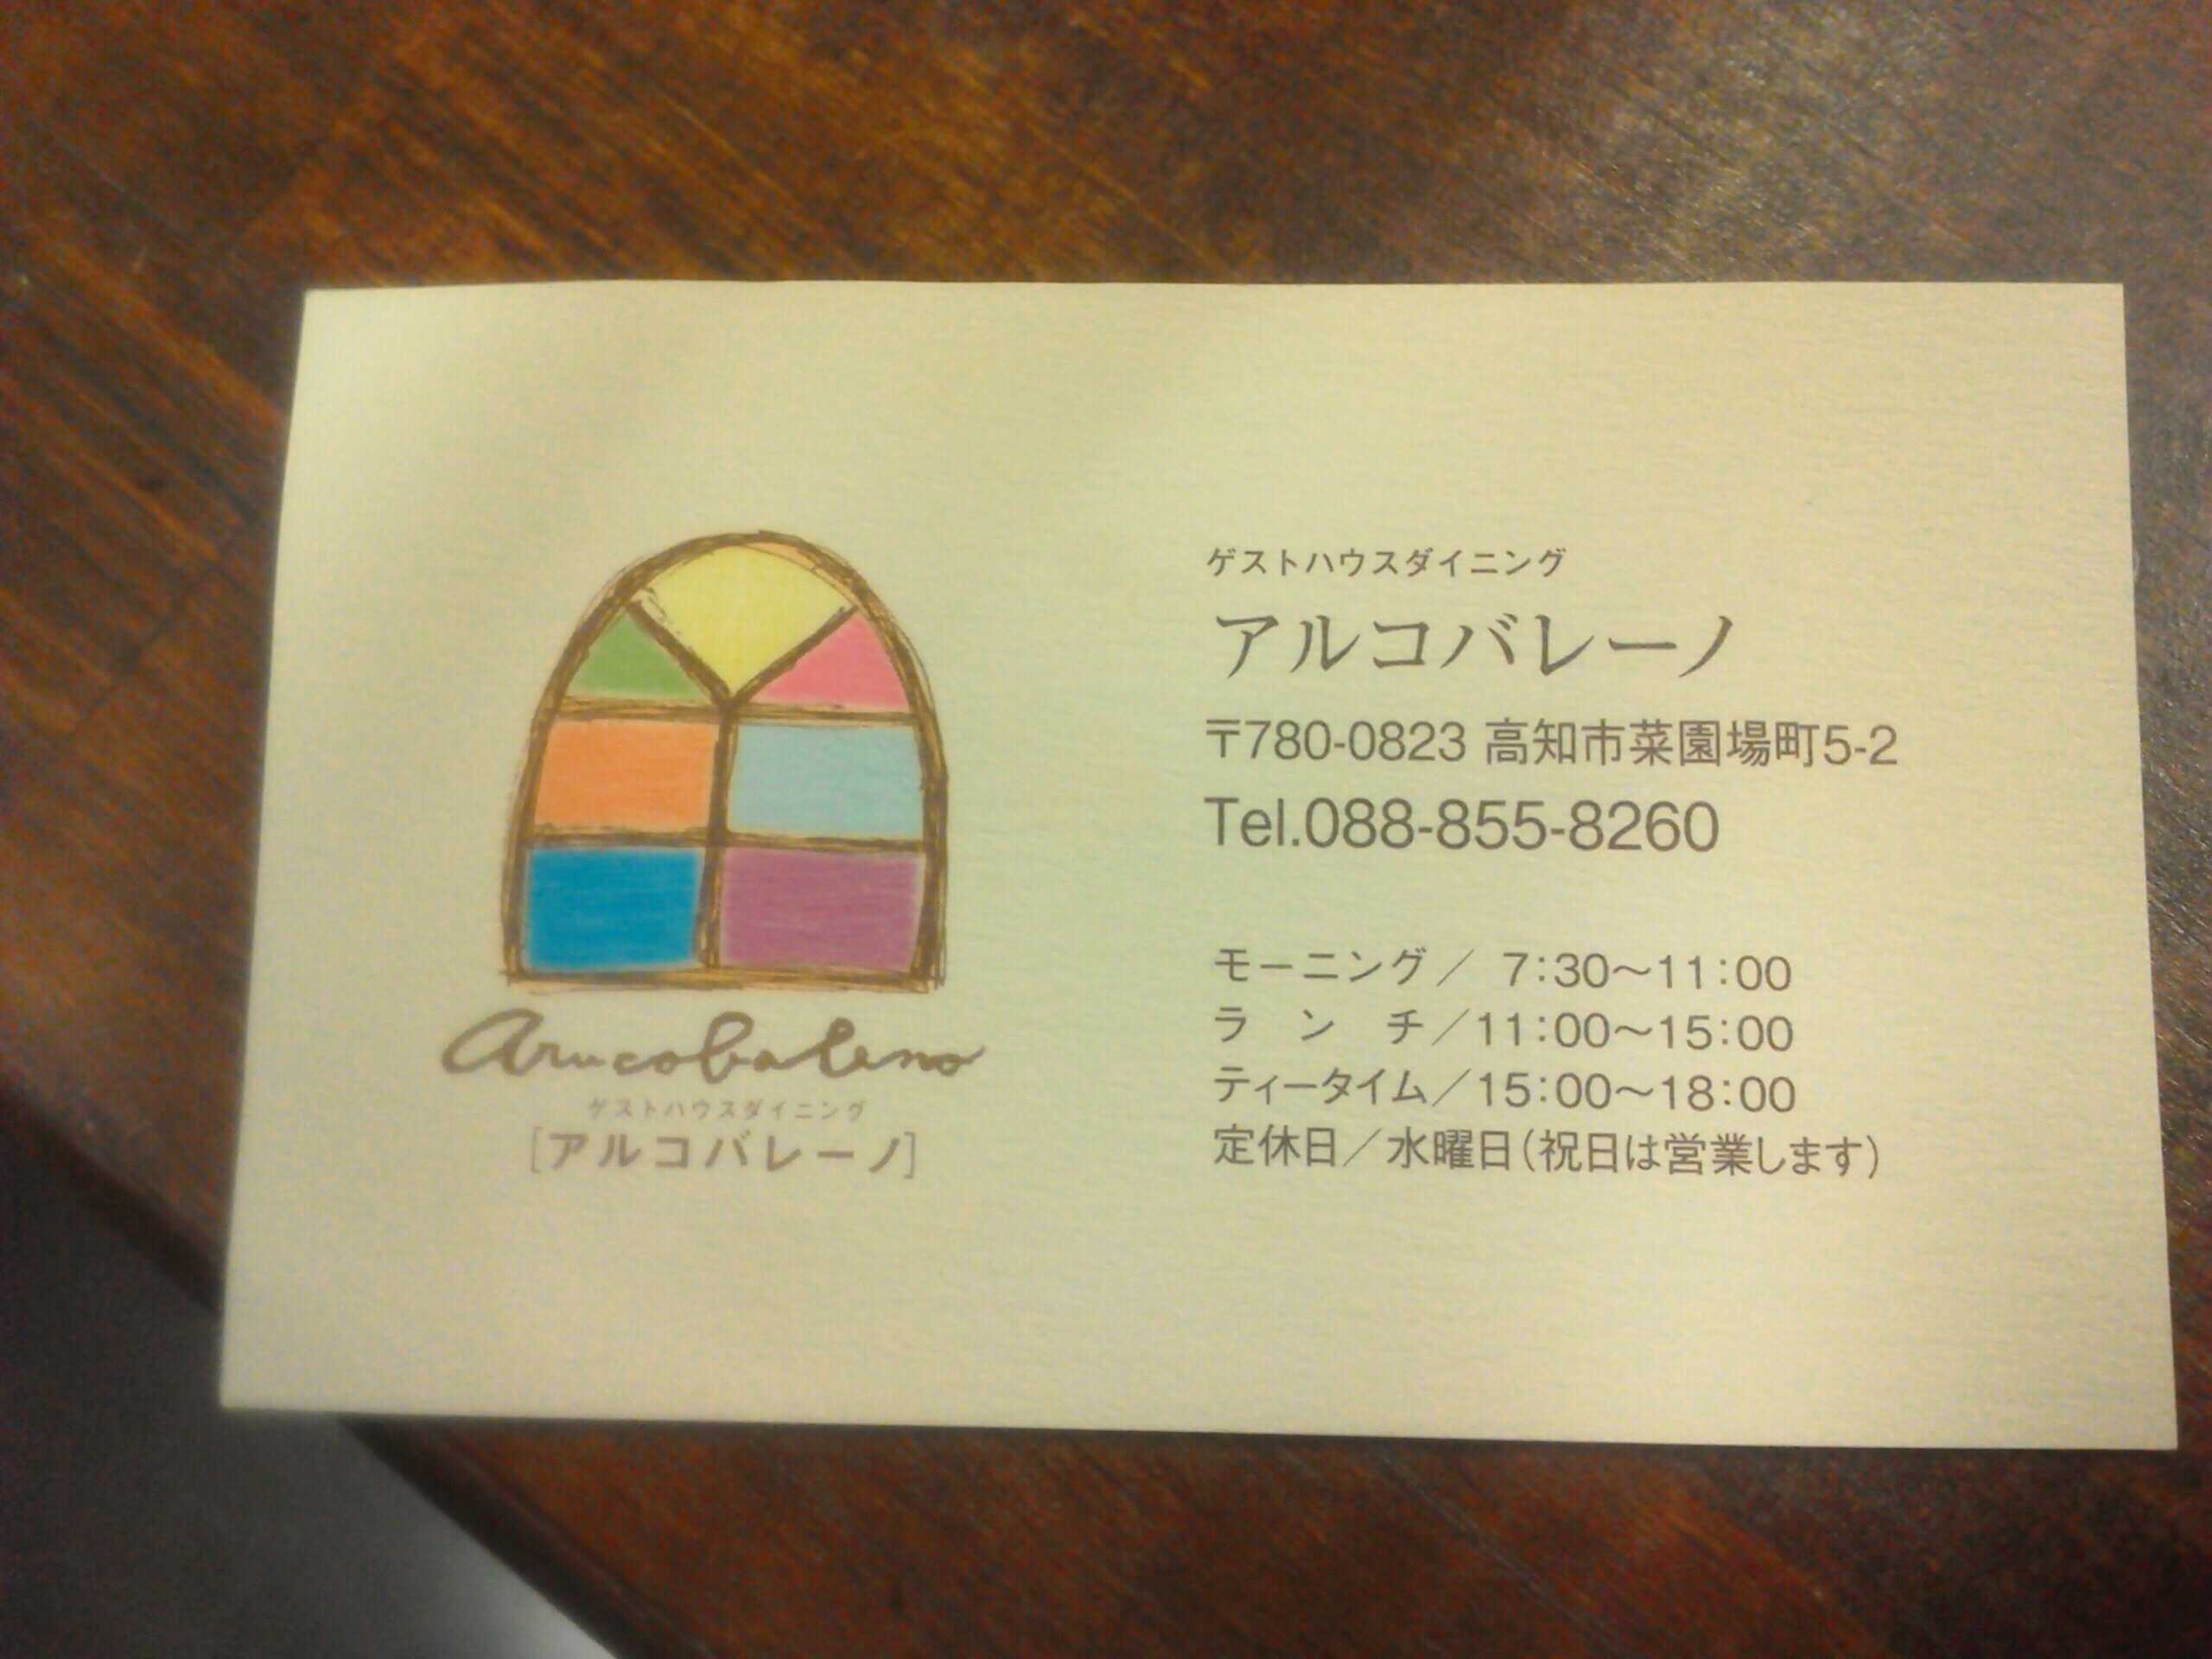 Arucobaleno
ゲストハウスダイニング
[アルコバレーノ]
ゲストハウスダイニング
アルコバレーノ
〒780-0823 高知市菜園場町5-2
Tel.088-855-8260
モーニング／ 7:30〜11:00
ラ　ン　チ／11:00〜15:00
ティータイム／15:00〜18:00
定休日／水曜日(祝日は営業します)